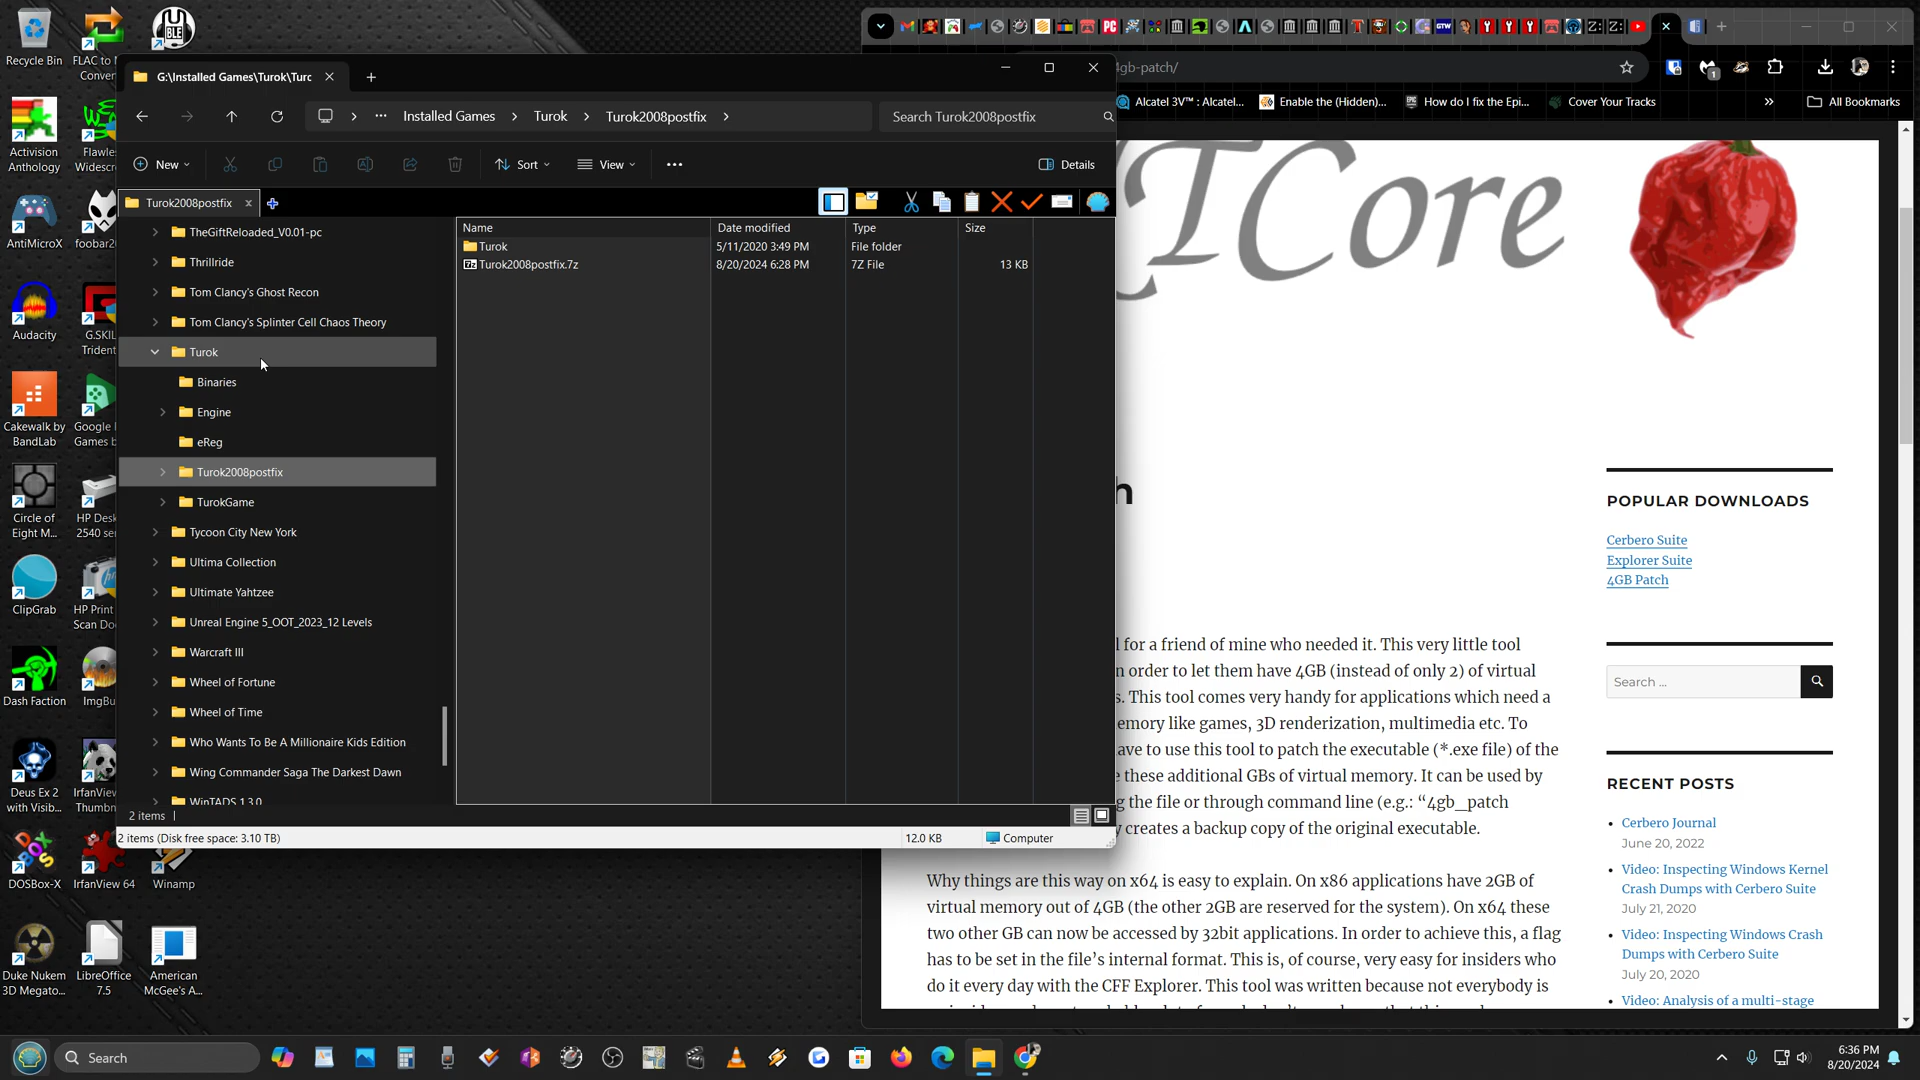 Recycle Bin
FLAC to M
Conver
UBLE
Activision
Anthology
Flawle
Widescre
AntiMicroX
foobar2
Audacity
G.SKIL
Trident
Cakewalk by
BandLab
Google
Games b
Circle of
Eight M...
HP Desk
2540 ser
ClipGrab
HP Print
Scan Do
Dash Faction
ImgBu
Deus Ex 2
with Visib...
IrfanView
Thumbn
DOSBox-X
IrfanView 64
Winamp
Duke Nukem
3D Megato...
LibreOffice
7.5
American
McGee's A...
G:\Installed Games\Turok\Turc
Installed Games
Turok
Turok2008postfix
Search Turok2008postfix
New
Sort
View
Details
Turok2008postfix
TheGiftReloaded_V0.01-pc
Thrillride
Tom Clancy's Ghost Recon
Tom Clancy's Splinter Cell Chaos Theory
Turok
Binaries
Engine
eReg
Turok2008postfix
TurokGame
Tycoon City New York
Ultima Collection
Ultimate Yahtzee
Unreal Engine 5_OOT_2023_12 Levels
Warcraft III
Wheel of Fortune
Wheel of Time
Who Wants To Be A Millionaire Kids Edition
Wing Commander Saga The Darkest Dawn
WinTADS 1.3.0
Name Date modified Type Size
Turok 5/11/2020 3:49 PM File folder
Turok2008postfix.7z 8/20/2024 6:28 PM 7Z File 13 KB
2 items
2 items (Disk free space: 3.10 TB) 12.0 KB Computer
4gb-patch/
Alcatel 3V™ : Alcatel...
Enable the (Hidden)...
How do I fix the Epi...
Cover Your Tracks
All Bookmarks
TCore
h
l for a friend of mine who needed it. This very little tool
n order to let them have 4GB (instead of only 2) of virtual
s. This tool comes very handy for applications which need a
emory like games, 3D renderization, multimedia etc. To
ave to use this tool to patch the executable (*.exe file) of the
e these additional GBs of virtual memory. It can be used by
g the file or through command line (e.g.: “4gb_patch
y creates a backup copy of the original executable.
Why things are this way on x64 is easy to explain. On x86 applications have 2GB of
virtual memory out of 4GB (the other 2GB are reserved for the system). On x64 these
two other GB can now be accessed by 32bit applications. In order to achieve this, a flag
has to be set in the file’s internal format. This is, of course, very easy for insiders who
do it every day with the CFF Explorer. This tool was written because not everybody is
POPULAR DOWNLOADS
Cerbero Suite
Explorer Suite
4GB Patch
Search ...
RECENT POSTS
Cerbero Journal
June 20, 2022
Video: Inspecting Windows Kernel
Crash Dumps with Cerbero Suite
July 21, 2020
Video: Inspecting Windows Crash
Dumps with Cerbero Suite
July 20, 2020
Video: Analysis of a multi-stage
Search
6:36 PM
8/20/2024